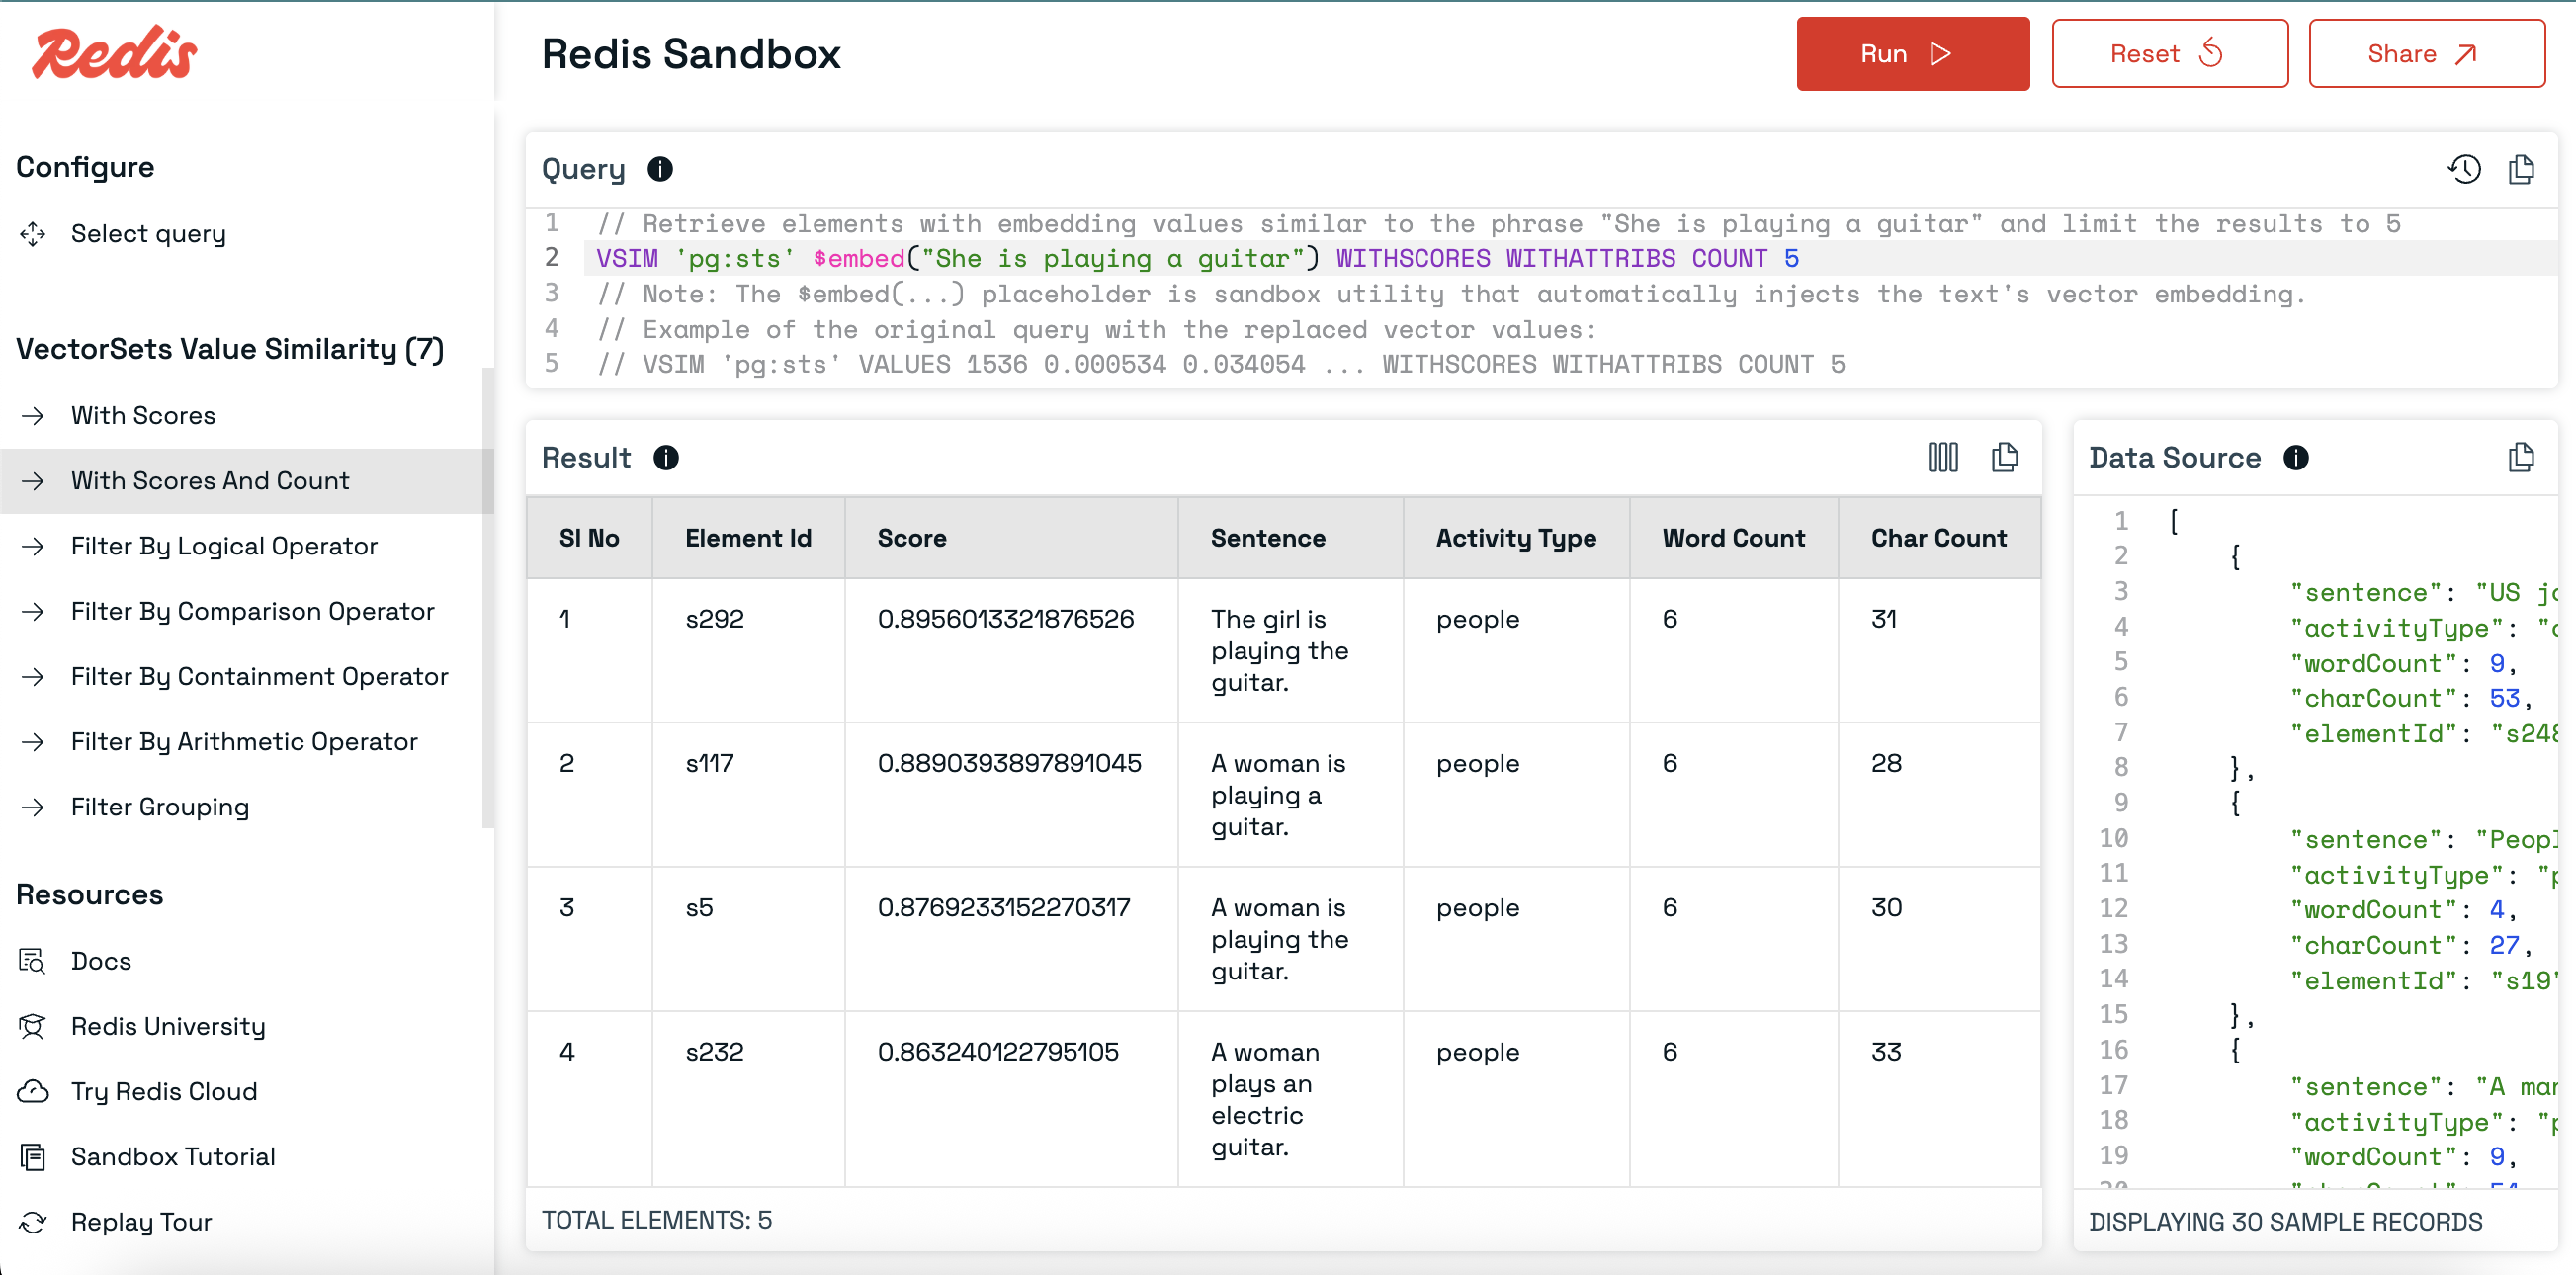 Redis
Configure
Select query
VectorSets Value Similarity (7)
With Scores
With Scores And Count
Filter By Logical Operator
Filter By Comparison Operator
Filter By Containment Operator
Filter By Arithmetic Operator
Filter Grouping
Resources
Docs
Redis University
Try Redis Cloud
Sandbox Tutorial
Replay Tour
Redis Sandbox
Run
Reset
Share
Query
1 // Retrieve elements with embedding values similar to the phrase "She is playing a guitar" and limit the results to 5
2 VSIM 'pg:sts' $embed("She is playing a guitar") WITHSCORES WITHATTRIBS COUNT 5
3 // Note: The $embed(...) placeholder is sandbox utility that automatically injects the text's vector embedding.
4 // Example of the original query with the replaced vector values:
5 // VSIM 'pg:sts' VALUES 1536 0.000534 0.034054 ... WITHSCORES WITHATTRIBS COUNT 5
Result
Sl No Element Id Score Sentence Activity Type Word Count Char Count
1 s292 0.8956013321876526 The girl is people 6 31
playing the
guitar.
2 s117 0.8890393897891045 A woman is people 6 28
playing a
guitar.
3 s5 0.8769233152270317 A woman is people 6 30
playing the
guitar.
4 s232 0.863240122795105 A woman people 6 33
plays an
electric
guitar.
TOTAL ELEMENTS: 5
Data Source
1 [
2 {
3 "sentence": "US
4 "activityType": "
5 "wordCount": 9,
6 "charCount": 53,
7 "elementId": "s248
8 },
9 {
10 "sentence": "Peopl
11 "activityType": "p
12 "wordCount": 4,
13 "charCount": 27,
14 "elementId": "s19"
15 },
16 {
17 "sentence": "A man
18 "activityType": "p
19 "wordCount": 9,
DISPLAYING 30 SAMPLE RECORDS